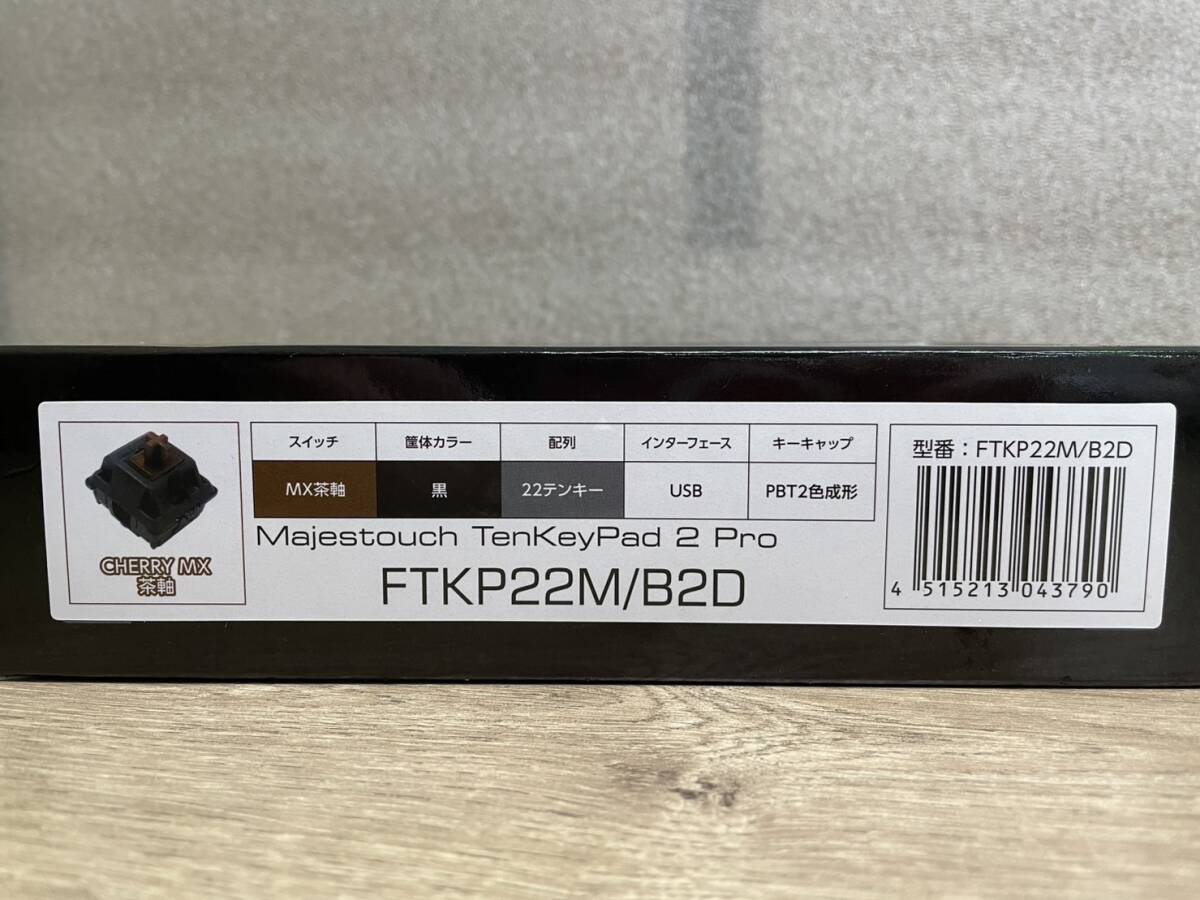 CHERRY MX
茶軸
スイッチ 筐体カラー 配列 インターフェース キーキャップ
MX茶軸 黒 22テンキー USB PBT2色成形
Majestouch TenKeyPad 2 Pro
FTKP22M/B2D
型番：FTKP22M/B2D
4 515213 043790